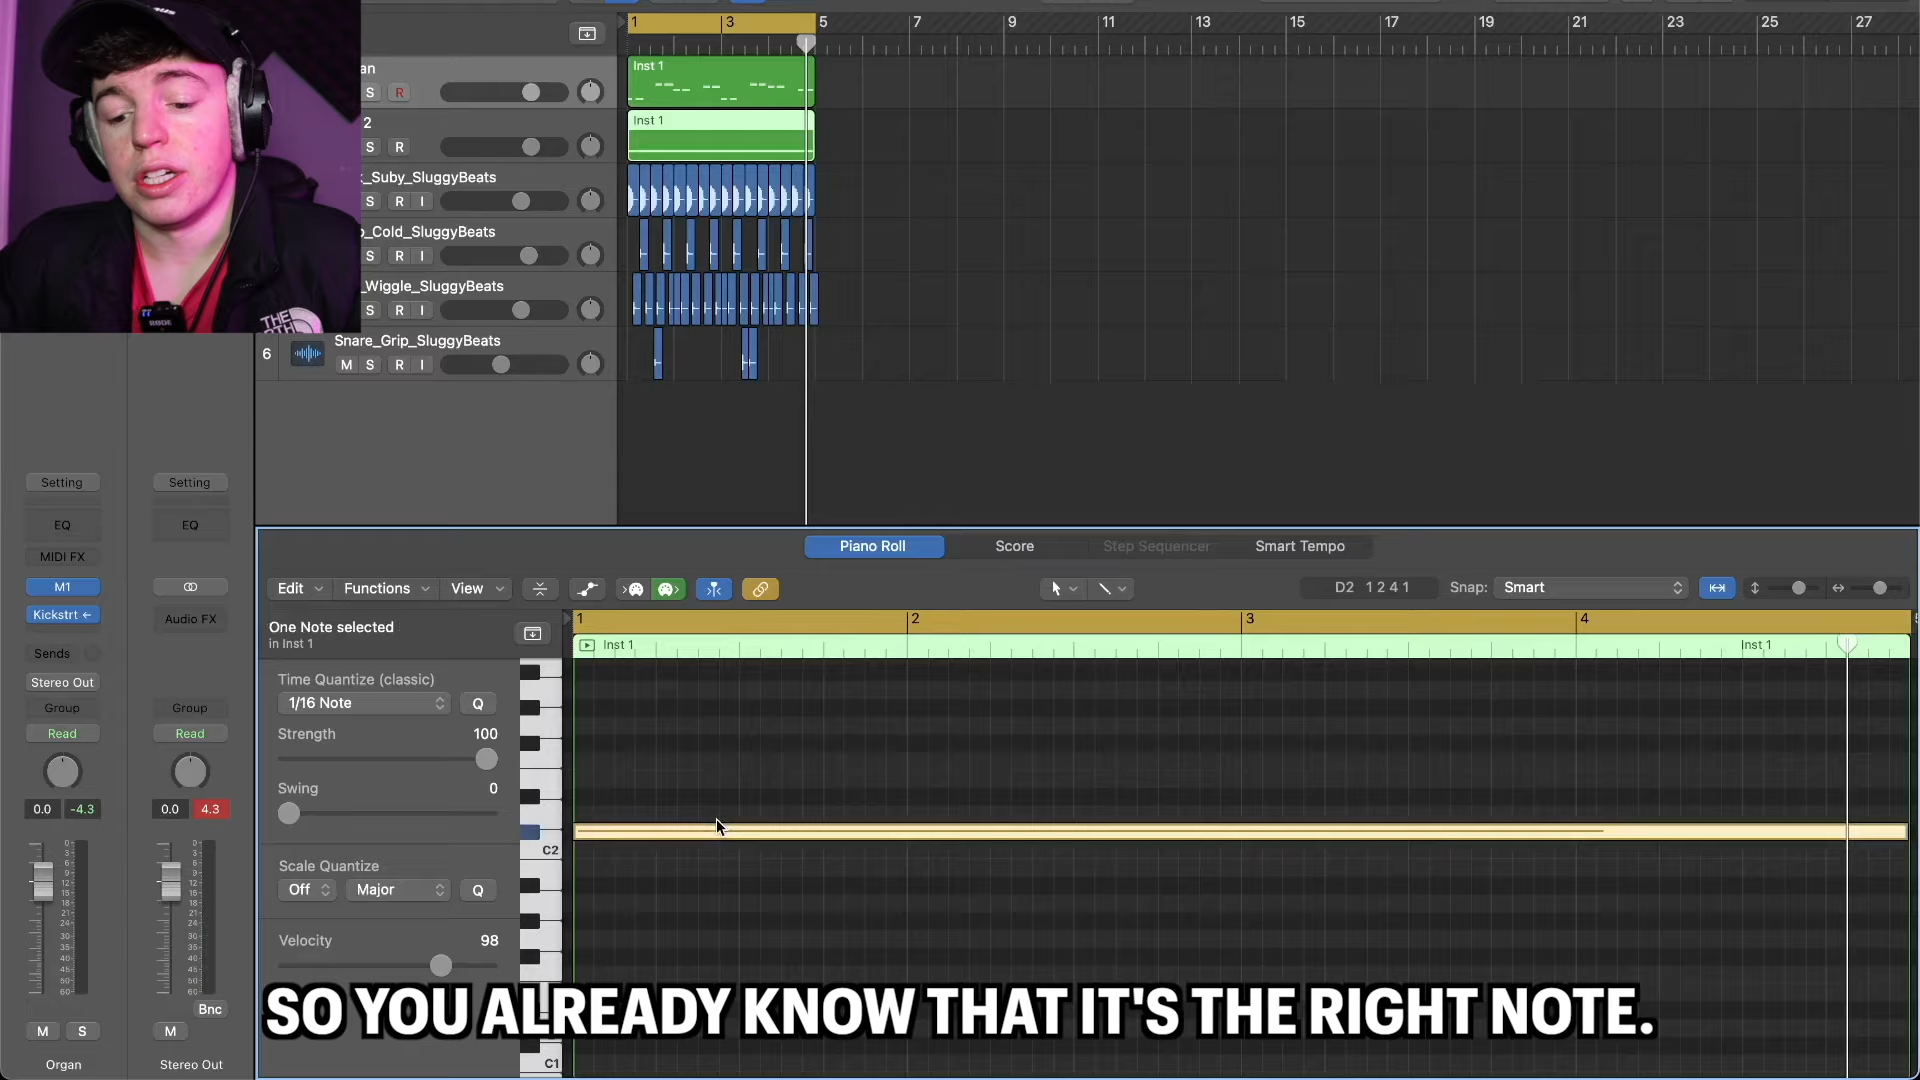 1 3 5 7 9 11 13 15 17 19 21 23 25 27
Inst 1
an
S R
Inst 1
2
S R
_Suby_SluggyBeats
S R I
_Cold_SluggyBeats
S R I
_Wiggle_SluggyBeats
S R I
6 Snare_Grip_SluggyBeats
M S R I
RODE
THE
Setting Setting
EQ EQ
MIDI FX
M1
Kickstrt
Audio FX
Sends
Stereo Out
Group Group
Read Read
0.0 -4.3 0.0 4.3
Bnc
M S M
Organ Stereo Out
Piano Roll Score Step Sequencer Smart Tempo
Edit Functions View D2 1 2 4 1 Snap: Smart
One Note selected
in Inst 1
1 2 3 4
Inst 1 Inst 1
Time Quantize (classic)
1/16 Note Q
Strength 100
Swing 0
Scale Quantize
Off Major Q
Velocity 98
C2
C1
SO YOU ALREADY KNOW THAT IT'S THE RIGHT NOTE.